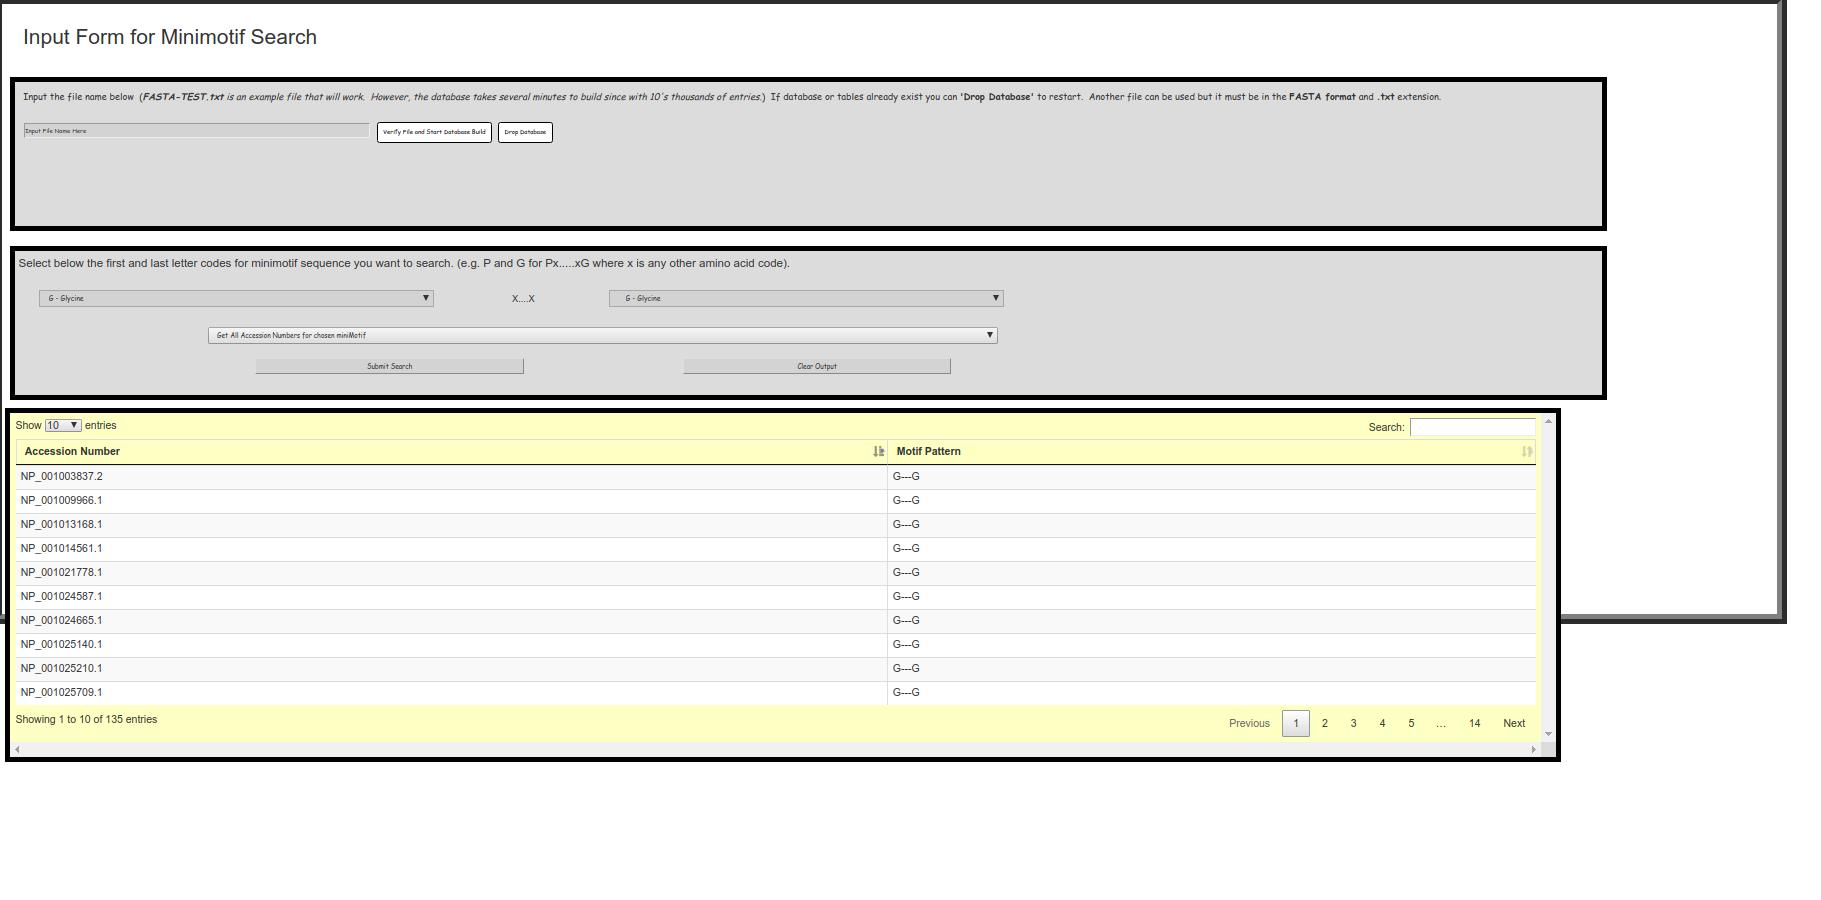 Input Form for Minimotif Search
Input the file name below (FASTA-TEST.txt is an example file that will work. However, the database takes several minutes to build since with 10's thousands of entries.) If database or tables already exist you can 'Drop Database' to restart. Another file can be used but it must be in the FASTA format and .txt extension.
Input File Name Here Verify File and Start Database Build Drop Database
Select below the first and last letter codes for minimotif sequence you want to search. (e.g. P and G for Px.....xG where x is any other amino acid code).
G - Glycine X....X G - Glycine
Get All Accession Numbers for chosen miniMotif
Submit Search Clear Output
Show 10 entries Search:
Accession Number Motif Pattern
NP_001003837.2 G---G
NP_001009966.1 G---G
NP_001013168.1 G---G
NP_001014561.1 G---G
NP_001021778.1 G---G
NP_001024587.1 G---G
NP_001024665.1 G---G
NP_001025140.1 G---G
NP_001025210.1 G---G
NP_001025709.1 G---G
Showing 1 to 10 of 135 entries Previous 1 2 3 4 5 … 14 Next